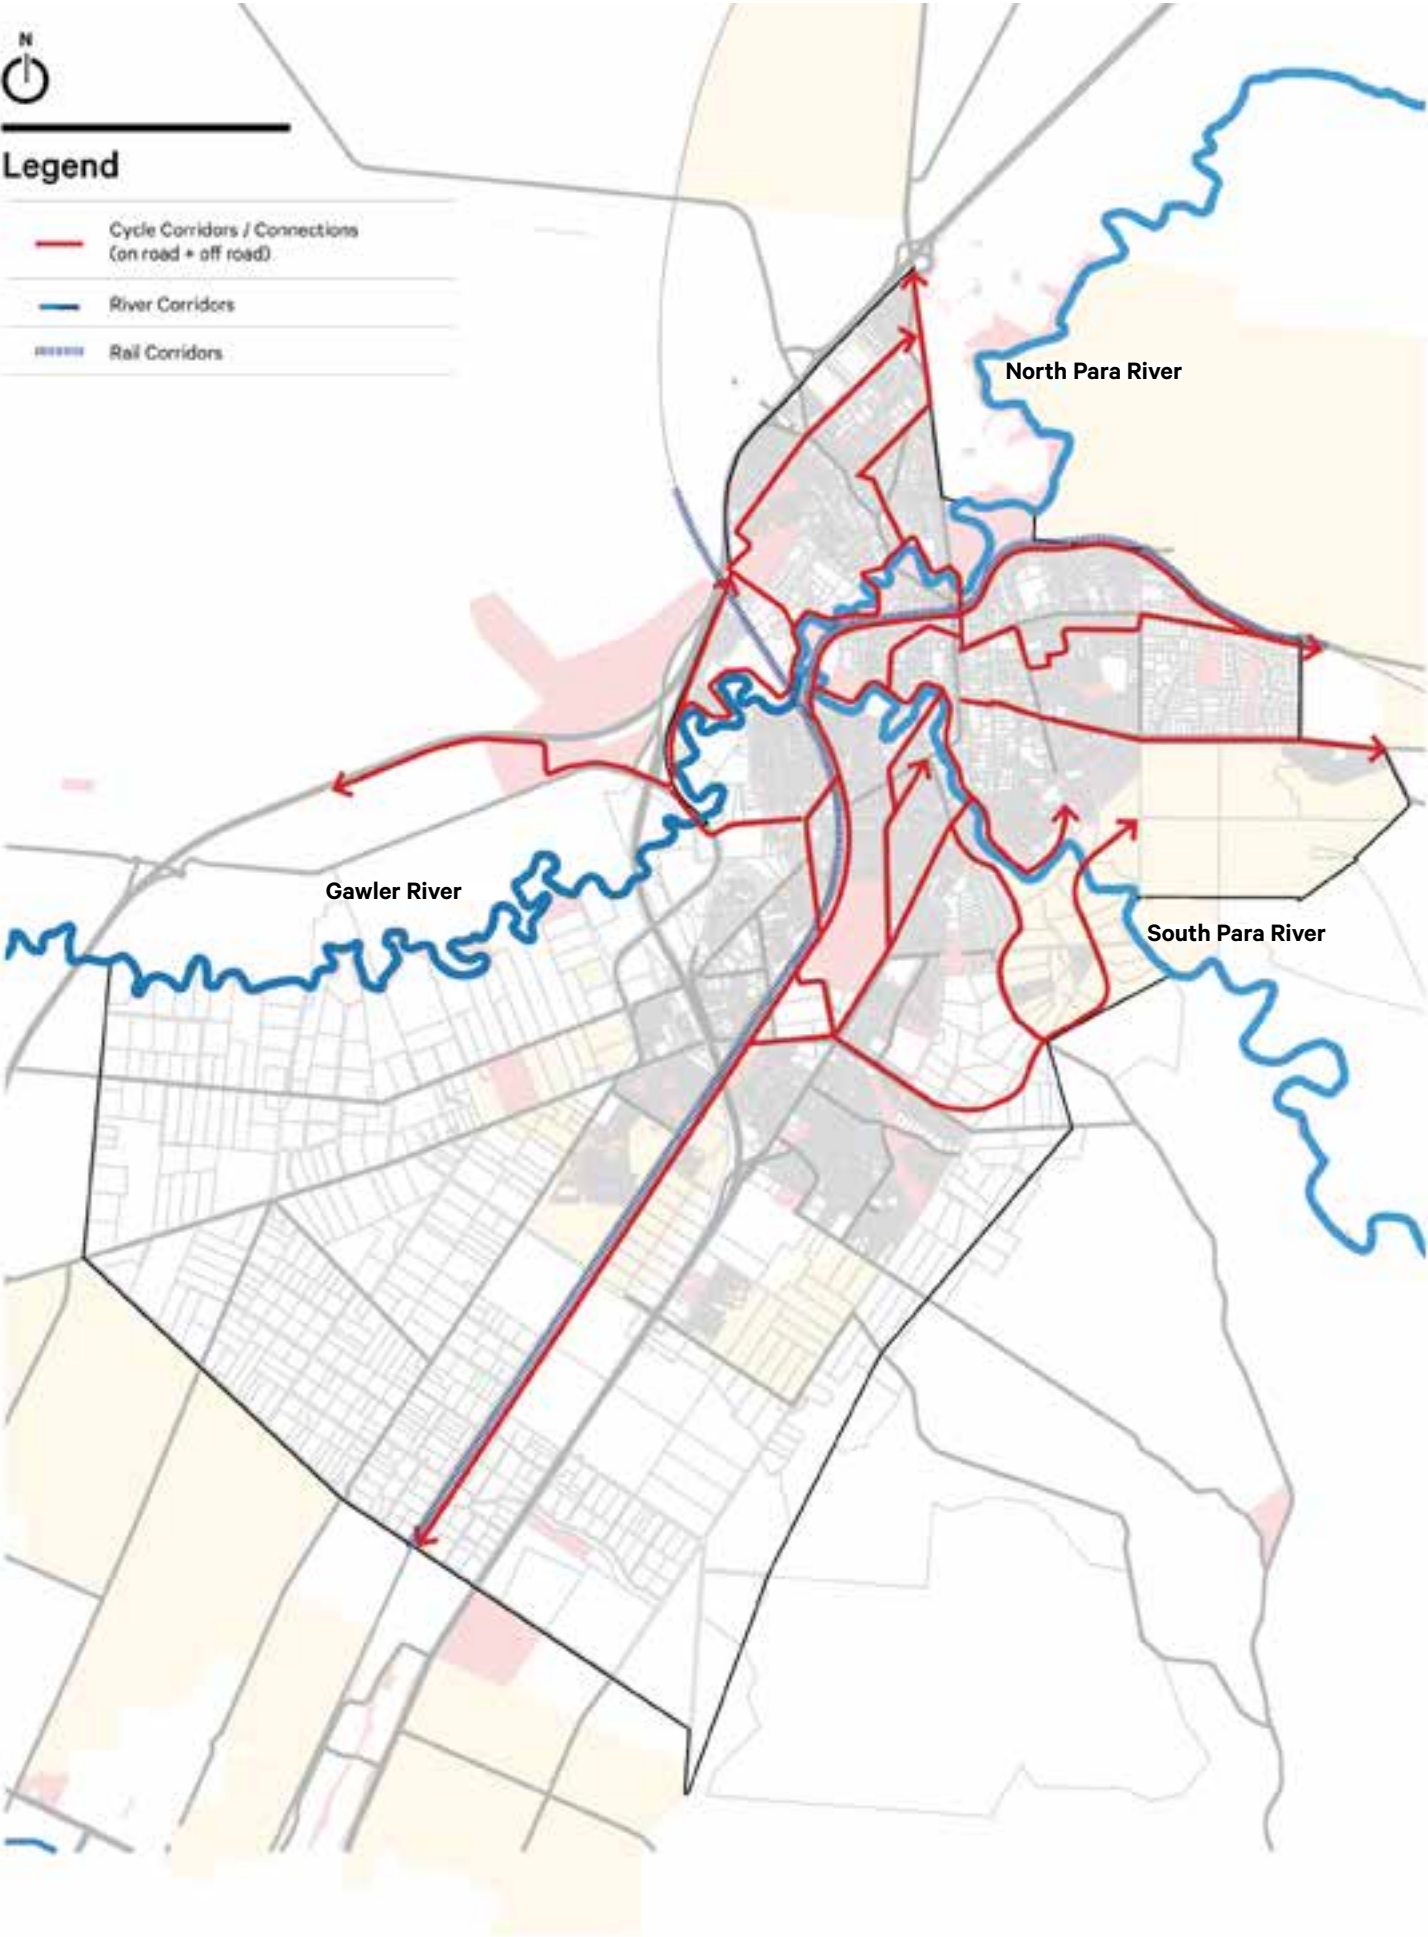 N
Legend
Cycle Corridors / Connections
(on road + off road)
River Corridors
Rail Corridors
North Para River
Gawler River
South Para River